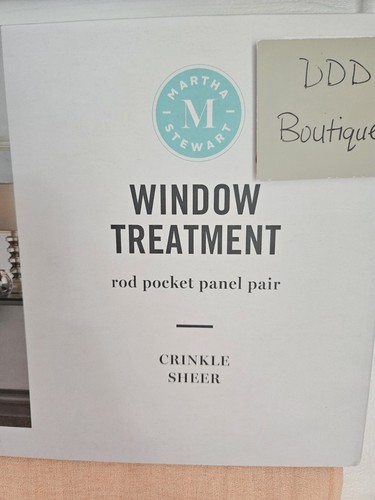 MARTHA
M
STEWART
DDD
Boutique
WINDOW
TREATMENT
rod pocket panel pair
CRINKLE
SHEER